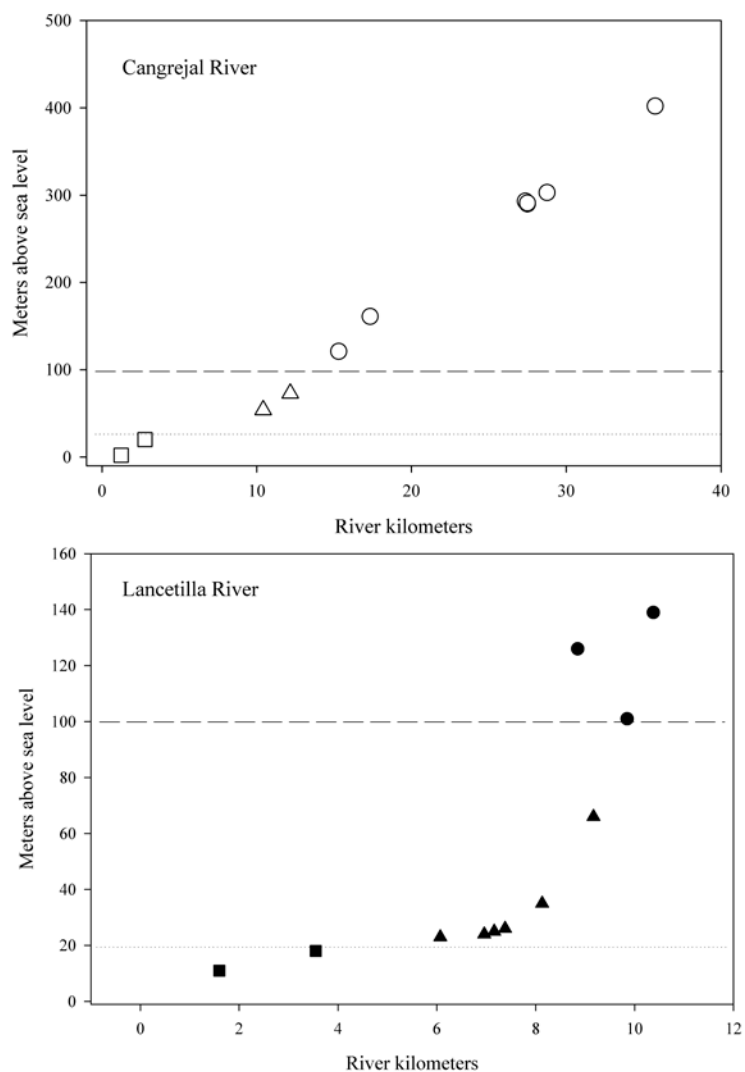 500
Cangrejal River
400
300
200
100
0
Meters above sea level
0 10 20 30 40
River kilometers
160
Lancetilla River
140
120
100
80
60
40
20
0
Meters above sea level
0 2 4 6 8 10 12
River kilometers